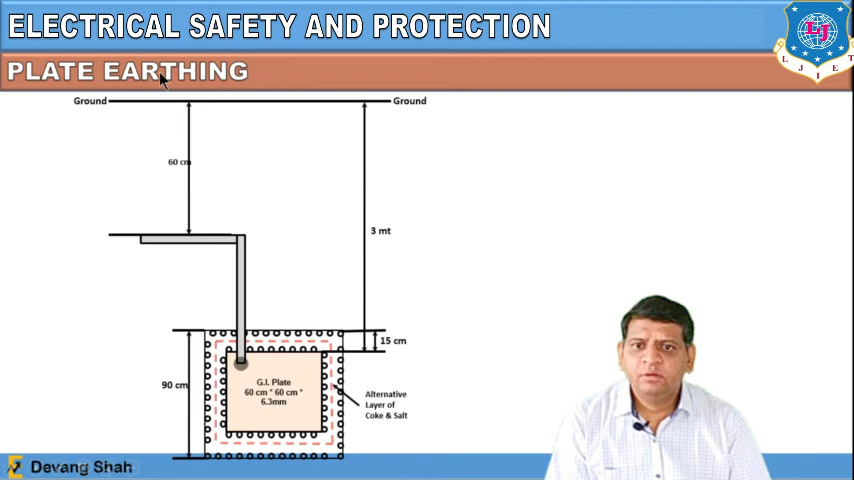 ELECTRICAL SAFETY AND PROTECTION
LJ
L J I E T
PLATE EARTHING
Ground
Ground
60 cm
3 mt
15 cm
90 cm
G.I. Plate
60 cm * 60 cm *
6.3mm
Alternative
Layer of
Coke & Salt
Devang Shah